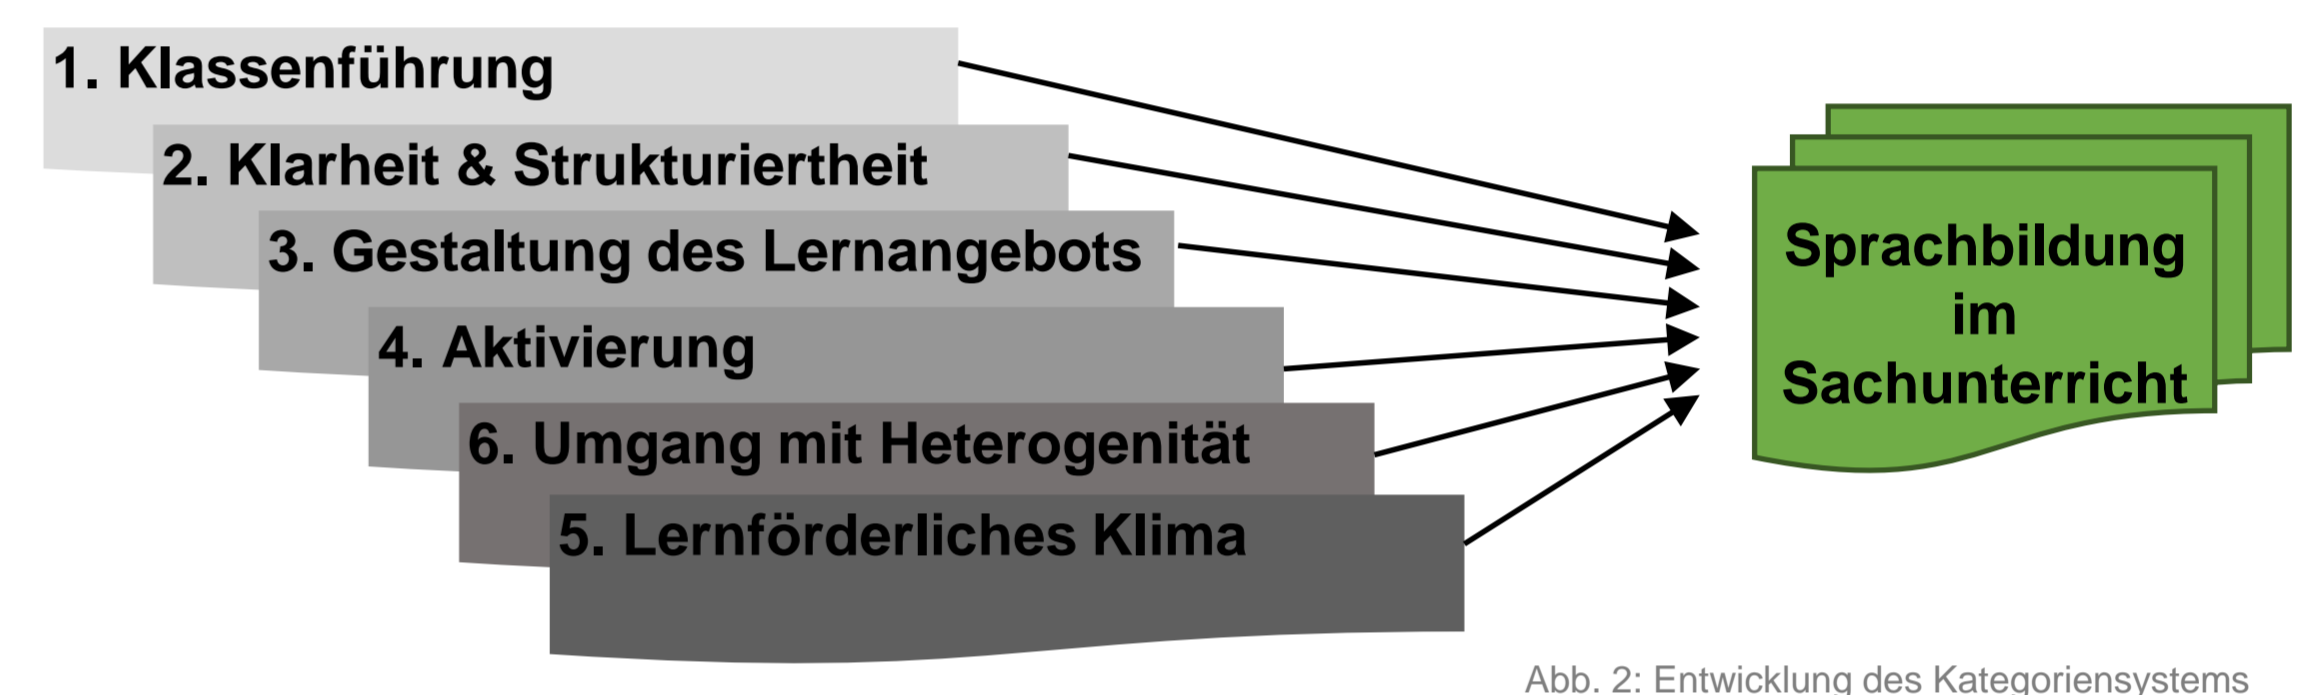 1. Klassenführung
2. Klarheit & Strukturiertheit
3. Gestaltung des Lernangebots
4. Aktivierung
6. Umgang mit Heterogenität
5. Lernförderliches Klima
Sprachbildung
im
Sachunterricht
Abb. 2: Entwicklung des Kategoriensystems